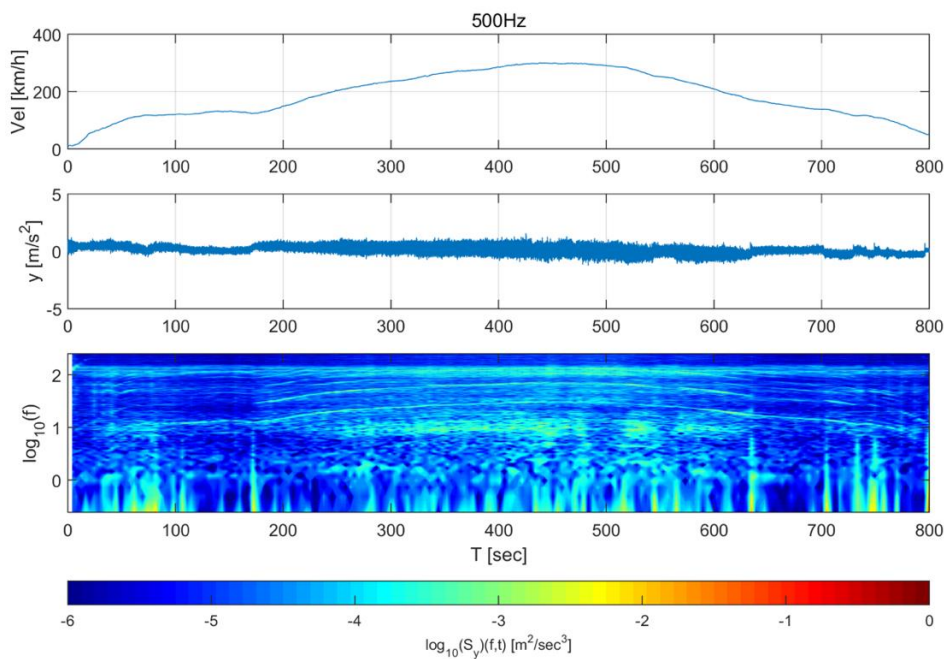 500Hz
400
200
0
Vel [km/h]
0 100 200 300 400 500 600 700 800
5
0
-5
y [m/s²]
0 100 200 300 400 500 600 700 800
2
1
0
log₁₀(f)
0 100 200 300 400 500 600 700 800
T [sec]
-6 -5 -4 -3 -2 -1 0
log₁₀(Sᵧ)(f,t) [m²/sec³]